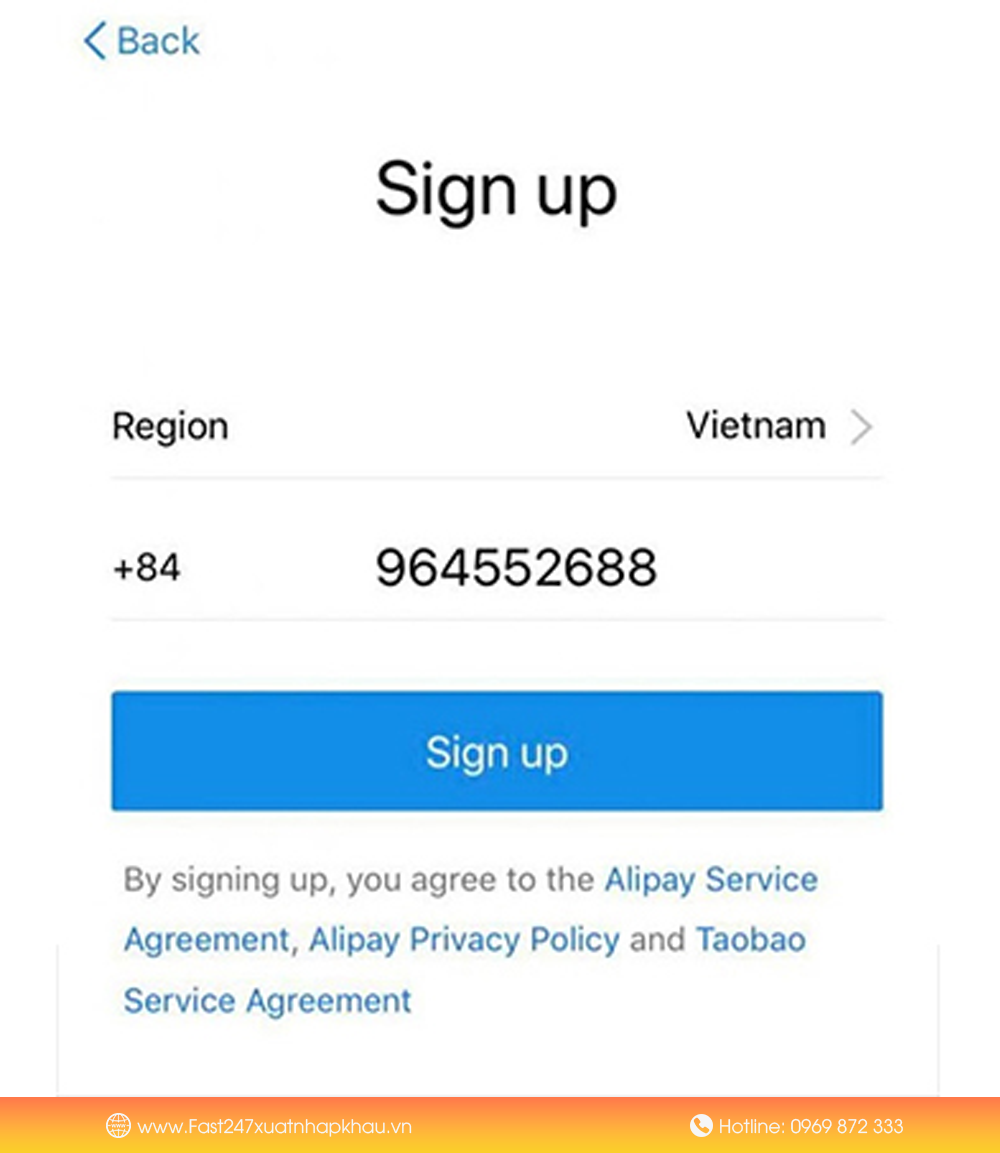 Back
Sign up
Region Vietnam
+84 964552688
Sign up
By signing up, you agree to the Alipay Service
Agreement, Alipay Privacy Policy and Taobao
Service Agreement
www.Fast247xuatnhapkhau.vn Hotline: 0969 872 333